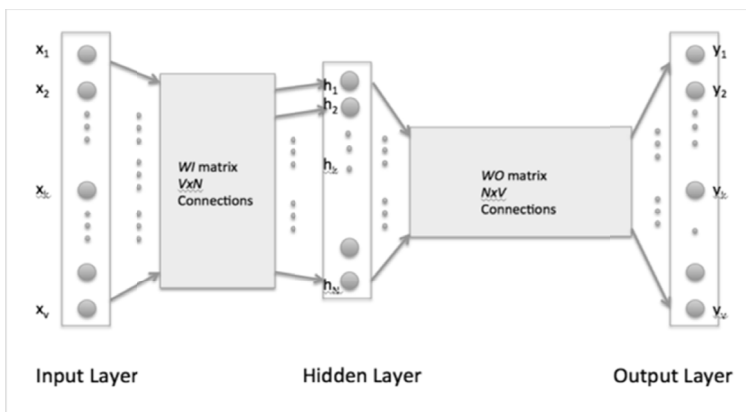 x1
x2
xk
xv
WI matrix
VxN
Connections
h1
h2
hk
hN
WO matrix
NxV
Connections
y1
y2
yk
yv
Input Layer
Hidden Layer
Output Layer